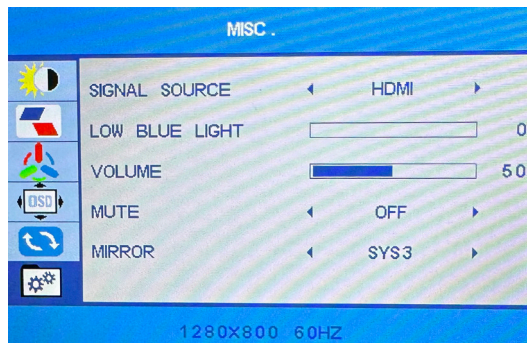 MISC.
SIGNAL SOURCE HDMI
LOW BLUE LIGHT 0
VOLUME 50
MUTE OFF
OSD
MIRROR SYS3
1280X800 60HZ